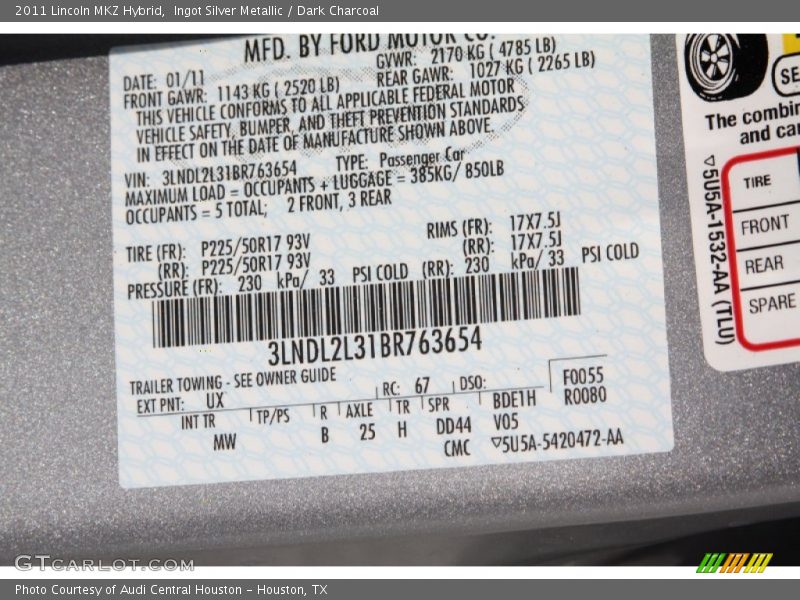 2011 Lincoln MKZ Hybrid,  Ingot Silver Metallic / Dark Charcoal
MFD. BY FORD MOTOR CO.
DATE: 01/11 GVWR: 2170 KG ( 4785 LB)
FRONT GAWR: 1143 KG ( 2520 LB) REAR GAWR: 1027 KG ( 2265 LB)
THIS VEHICLE CONFORMS TO ALL APPLICABLE FEDERAL MOTOR
VEHICLE SAFETY, BUMPER, AND THEFT PREVENTION STANDARDS
IN EFFECT ON THE DATE OF MANUFACTURE SHOWN ABOVE.
VIN: 3LNDL2L31BR763654 TYPE: Passenger Car
MAXIMUM LOAD = OCCUPANTS + LUGGAGE = 385KG/ 850LB
OCCUPANTS = 5 TOTAL; 2 FRONT, 3 REAR
TIRE (FR): P225/50R17 93V RIMS (FR): 17X7.5J
(RR): P225/50R17 93V (RR): 17X7.5J
PRESSURE (FR): 230 kPa/ 33 PSI COLD (RR): 230 kPa/ 33 PSI COLD
3LNDL2L31BR763654
TRAILER TOWING - SEE OWNER GUIDE
EXT PNT: UX RC: 67 DSO: F0055
R0080
INT TR TP/PS R AXLE TR SPR BDE1H
MW B 25 H DD44 V05
CMC ▽5U5A-5420472-AA
The combin
and car
▽5U5A-1532-AA (TLU)
TIRE
FRONT
REAR
SPARE
GTCARLOT.COM
Photo Courtesy of Audi Central Houston – Houston, TX